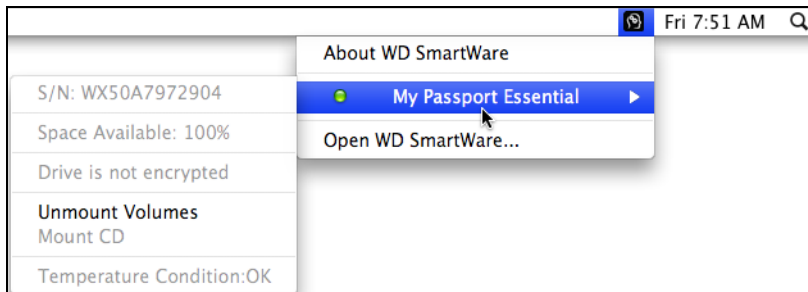 Fri 7:51 AM
About WD SmartWare
My Passport Essential
Open WD SmartWare...
S/N: WX50A7972904
Space Available: 100%
Drive is not encrypted
Unmount Volumes
Mount CD
Temperature Condition:OK